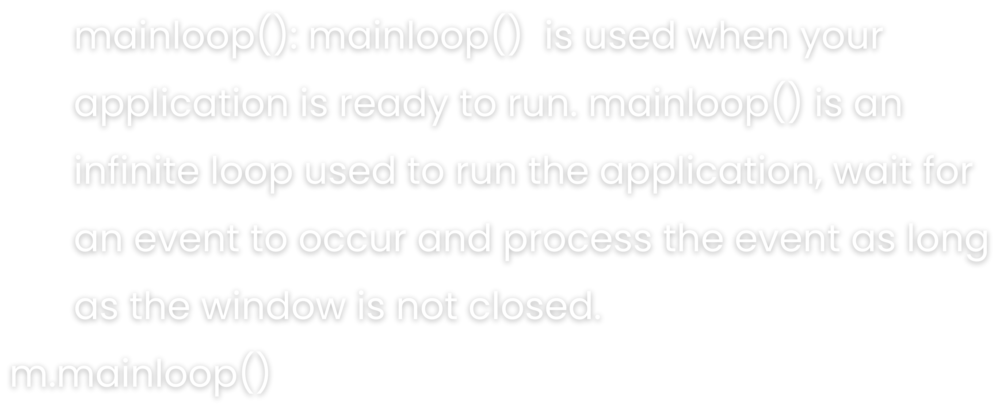 mainloop(): mainloop()  is used when your
application is ready to run. mainloop() is an
infinite loop used to run the application, wait for
an event to occur and process the event as long
as the window is not closed.
m.mainloop()